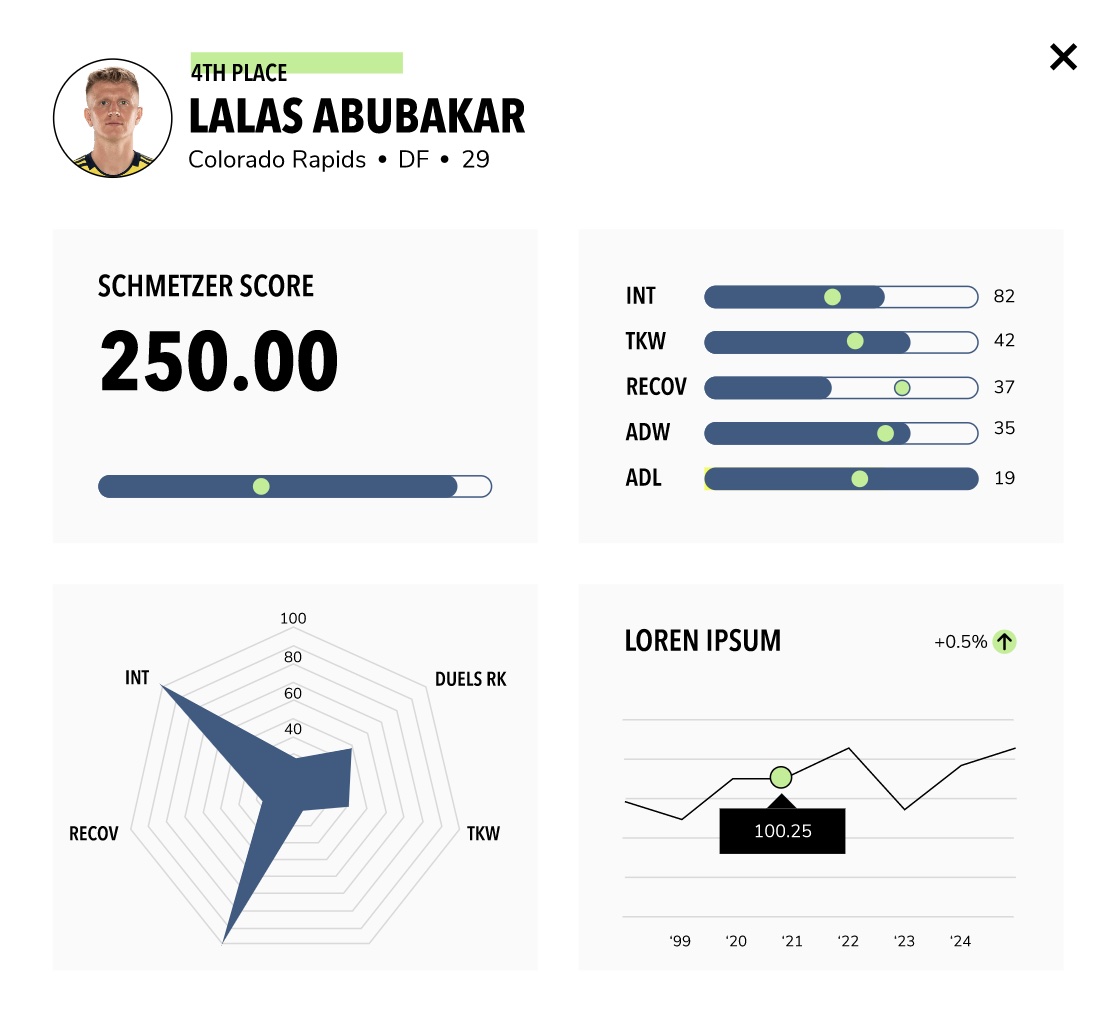 4TH PLACE
LALAS ABUBAKAR
Colorado Rapids • DF • 29
SCHMETZER SCORE
250.00
INT 82
TKW 42
RECOV 37
ADW 35
ADL 19
100
80
60
40
INT
DUELS RK
RECOV
TKW
LOREN IPSUM
+0.5%
100.25
‘99 ‘20 ‘21 ‘22 ‘23 ‘24